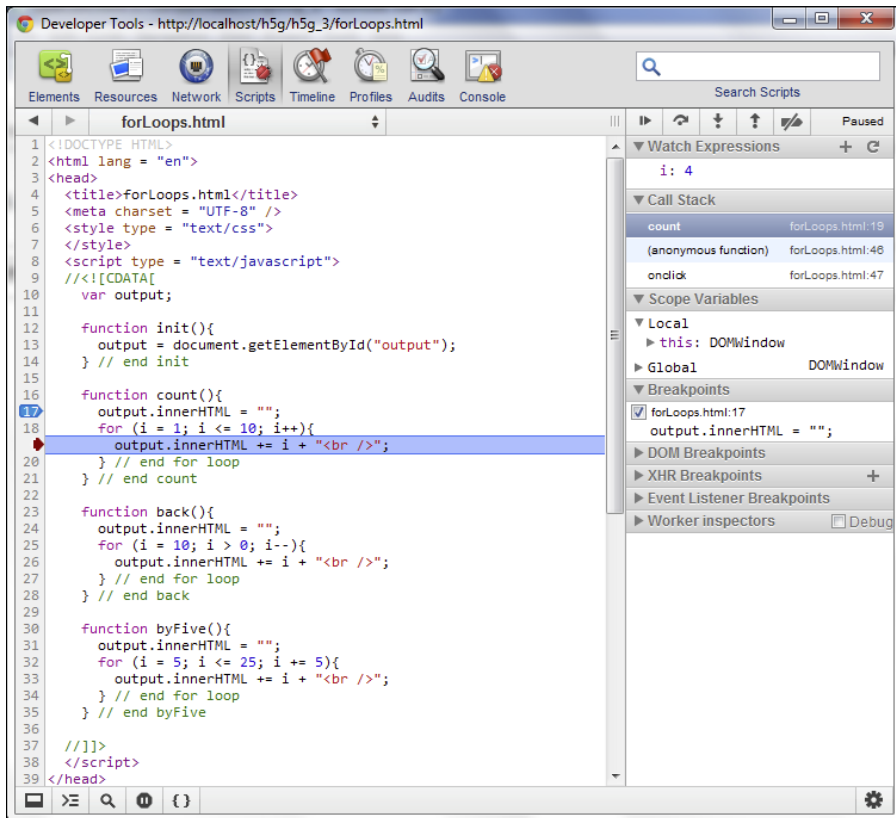 Developer Tools - http://localhost/h5g/h5g_3/forLoops.html
Elements Resources Network Scripts Timeline Profiles Audits Console
Search Scripts
forLoops.html
Paused
1 <!DOCTYPE HTML>
2 <html lang = "en">
3 <head>
4 <title>forLoops.html</title>
5 <meta charset = "UTF-8" />
6 <style type = "text/css">
7 </style>
8 <script type = "text/javascript">
9 //<![CDATA[
10 var output;
11
12 function init(){
13 output = document.getElementById("output");
14 } // end init
15
16 function count(){
17 output.innerHTML = "";
18 for (i = 1; i <= 10; i++){
output.innerHTML += i + "<br />";
20 } // end for loop
21 } // end count
22
23 function back(){
24 output.innerHTML = "";
25 for (i = 10; i > 0; i--){
26 output.innerHTML += i + "<br />";
27 } // end for loop
28 } // end back
29
30 function byFive(){
31 output.innerHTML = "";
32 for (i = 5; i <= 25; i += 5){
33 output.innerHTML += i + "<br />";
34 } // end for loop
35 } // end byFive
36
37 //]]>
38 </script>
39 </head>
Watch Expressions
i: 4
Call Stack
count forLoops.html:19
(anonymous function) forLoops.html:46
onclick forLoops.html:47
Scope Variables
Local
this: DOMWindow
Global DOMWindow
Breakpoints
forLoops.html:17
output.innerHTML = "";
DOM Breakpoints
XHR Breakpoints
Event Listener Breakpoints
Worker inspectors Debug